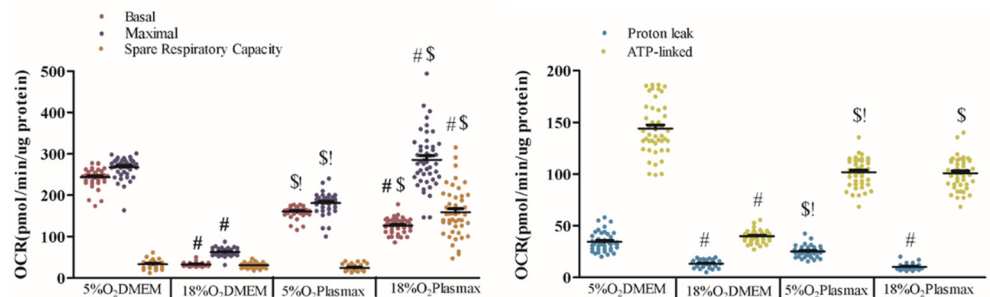 Basal
Maximal
Spare Respiratory Capacity
OCR(pmol/min/ug protein)
500
400
300
200
100
0
#
#
$!
$!
# $
# $
# $
5%O₂DMEM
18%O₂DMEM
5%O₂Plasmax
18%O₂Plasmax
Proton leak
ATP-linked
OCR(pmol/min/ug protein)
200
150
100
50
0
#
#
$!
$!
#
$
5%O₂DMEM
18%O₂DMEM
5%O₂Plasmax
18%O₂Plasmax